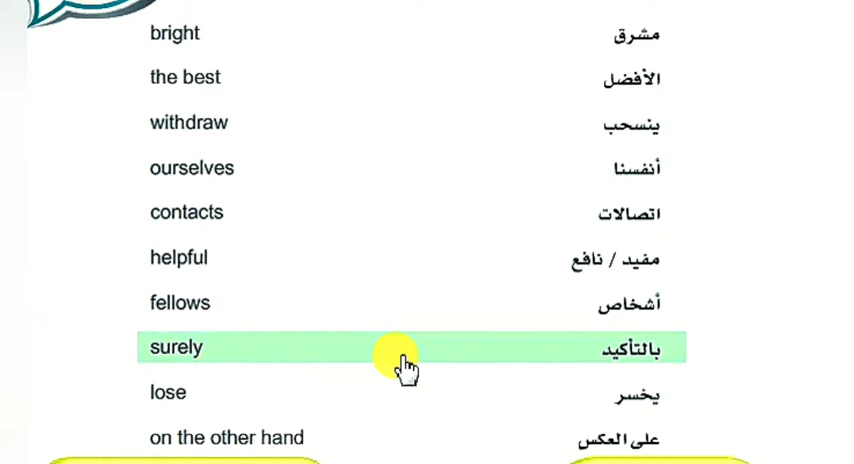 bright مشرق
the best الأفضل
withdraw ينسحب
ourselves أنفسنا
contacts اتصالات
helpful مفيد / نافع
fellows أشخاص
surely بالتأكيد
lose يخسر
on the other hand على العكس